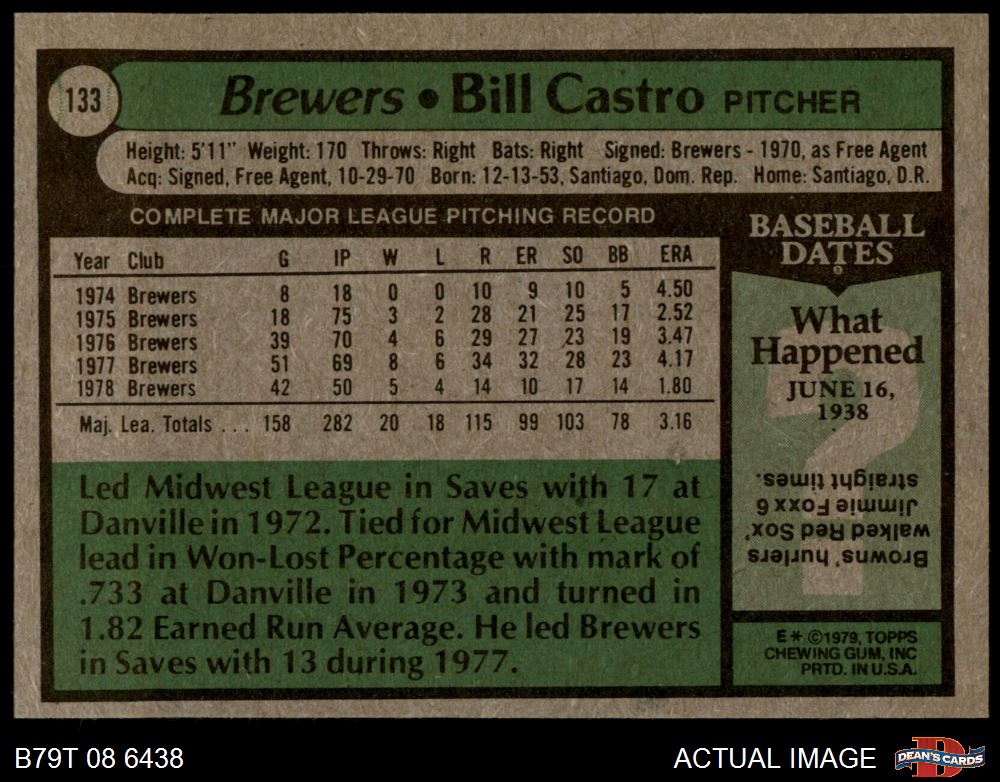 133
Brewers • Bill Castro PITCHER
Height: 5'11" Weight: 170 Throws: Right Bats: Right Signed: Brewers - 1970, as Free Agent
Acq: Signed, Free Agent, 10-29-70 Born: 12-13-53, Santiago, Dom. Rep. Home: Santiago, D.R.
COMPLETE MAJOR LEAGUE PITCHING RECORD
Year Club G IP W L R ER SO BB ERA
1974 Brewers 8 18 0 0 10 9 10 5 4.50
1975 Brewers 18 75 3 2 28 21 25 17 2.52
1976 Brewers 39 70 4 6 29 27 23 19 3.47
1977 Brewers 51 69 8 6 34 32 28 23 4.17
1978 Brewers 42 50 5 4 14 10 17 14 1.80
Maj. Lea. Totals . . . 158 282 20 18 115 99 103 78 3.16
Led Midwest League in Saves with 17 at
Danville in 1972. Tied for Midwest League
lead in Won-Lost Percentage with mark of
.733 at Danville in 1973 and turned in
1.82 Earned Run Average. He led Brewers
in Saves with 13 during 1977.
BASEBALL
DATES
What
Happened
JUNE 16,
1938
?
Browns' hurlers
walked Red Sox'
Jimmie Foxx 6
straight times.
E * ©1979, TOPPS
CHEWING GUM, INC
PRTD. IN U.S.A.
B79T 08 6438
ACTUAL IMAGE
D
DEAN'S CARDS